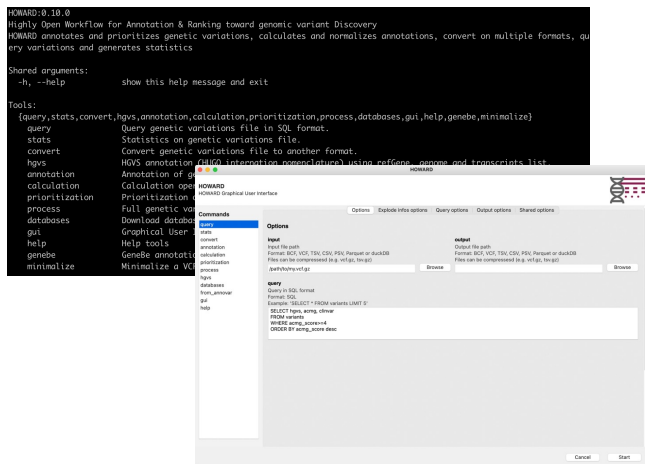 HOWARD:0.10.0
Highly Open Workflow for Annotation & Ranking toward genomic variant Discovery
HOWARD annotates and prioritizes genetic variations, calculates and normalizes annotations, convert on multiple formats, qu
ery variations and generates statistics
Shared arguments:
-h, --help show this help message and exit
Tools:
{query,stats,convert,hgvs,annotation,calculation,prioritization,process,databases,gui,help,genebe,minimalize}
query Query genetic variations file in SQL format.
stats Statistics on genetic variations file.
convert Convert genetic variations file to another format.
hgvs HGVS annotation (HUGO internation nomenclature) using refGene, genome and transcripts list.
annotation Annotation of ge
calculation Calculation oper
prioritization Prioritization
process Full genetic var
databases Download databas
gui Graphical User
help Help tools
genebe GeneBe annotatio
minimalize Minimalize a VCF
HOWARD
HOWARD
HOWARD Graphical User Interface
Commands
query
stats
convert
annotation
calculation
prioritization
process
hgvs
databases
from_annovar
gui
help
Options Explode infos options Query options Output options Shared options
Options
input
Input file path
Format: BCF, VCF, TSV, CSV, PSV, Parquet or duckDB
Files can be compressesd (e.g. vcf.gz, tsv.gz)
/path/to/my.vcf.gz Browse
output
Output file path
Format: BCF, VCF, TSV, CSV, PSV, Parquet or duckDB
Files can be compressesd (e.g. vcf.gz, tsv.gz)
Browse
query
Query in SQL format
Format: SQL
Example: 'SELECT * FROM variants LIMIT 5'
SELECT hgvs, acmg, clinvar
FROM variants
WHERE acmg_score>=4
ORDER BY acmg_score desc
Cancel Start